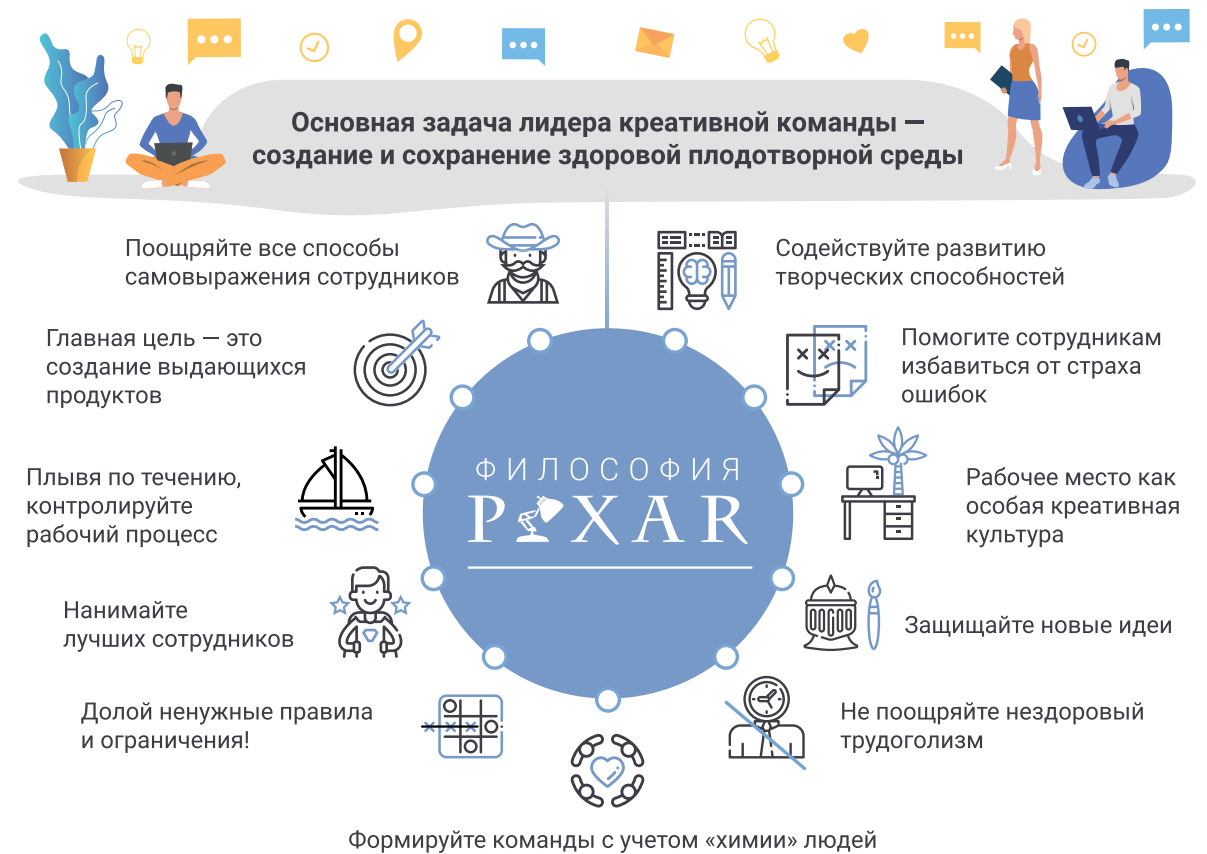 Основная задача лидера креативной команды —
создание и сохранение здоровой плодотворной среды
Поощряйте все способы
самовыражения сотрудников
Содействуйте развитию
творческих способностей
Главная цель — это
создание выдающихся
продуктов
Помогите сотрудникам
избавиться от страха
ошибок
Плывя по течению,
контролируйте
рабочий процесс
ФИЛОСОФИЯ
PIXAR
Рабочее место как
особая креативная
культура
Нанимайте
лучших сотрудников
Защищайте новые идеи
Долой ненужные правила
и ограничения!
Не поощряйте нездоровый
трудоголизм
Формируйте команды с учетом «химии» людей